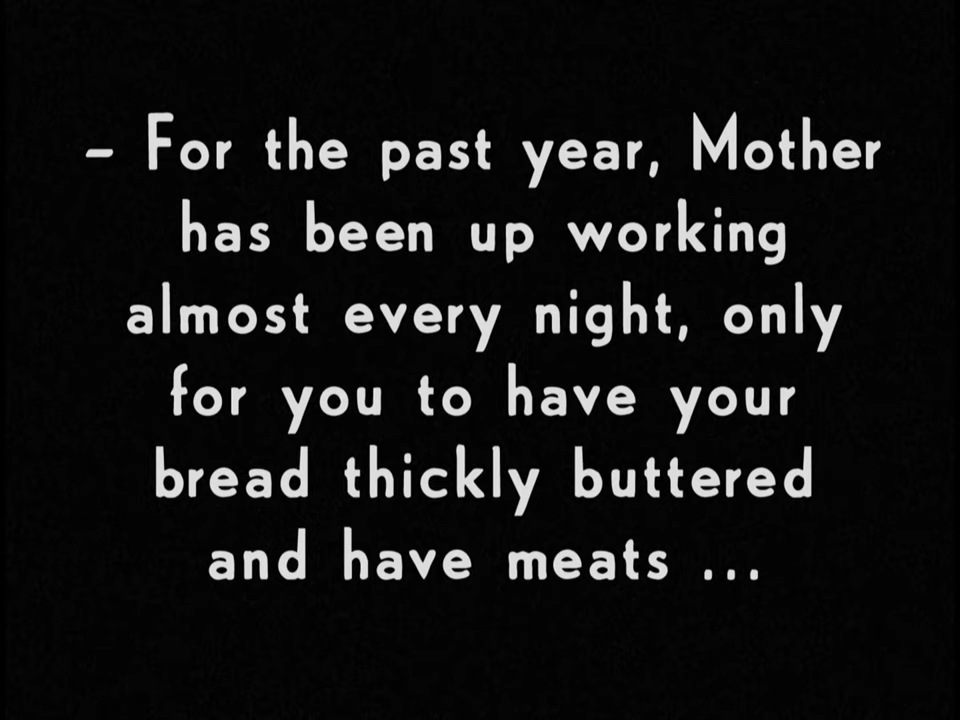 – For the past year, Mother
has been up working
almost every night, only
for you to have your
bread thickly buttered
and have meats ...